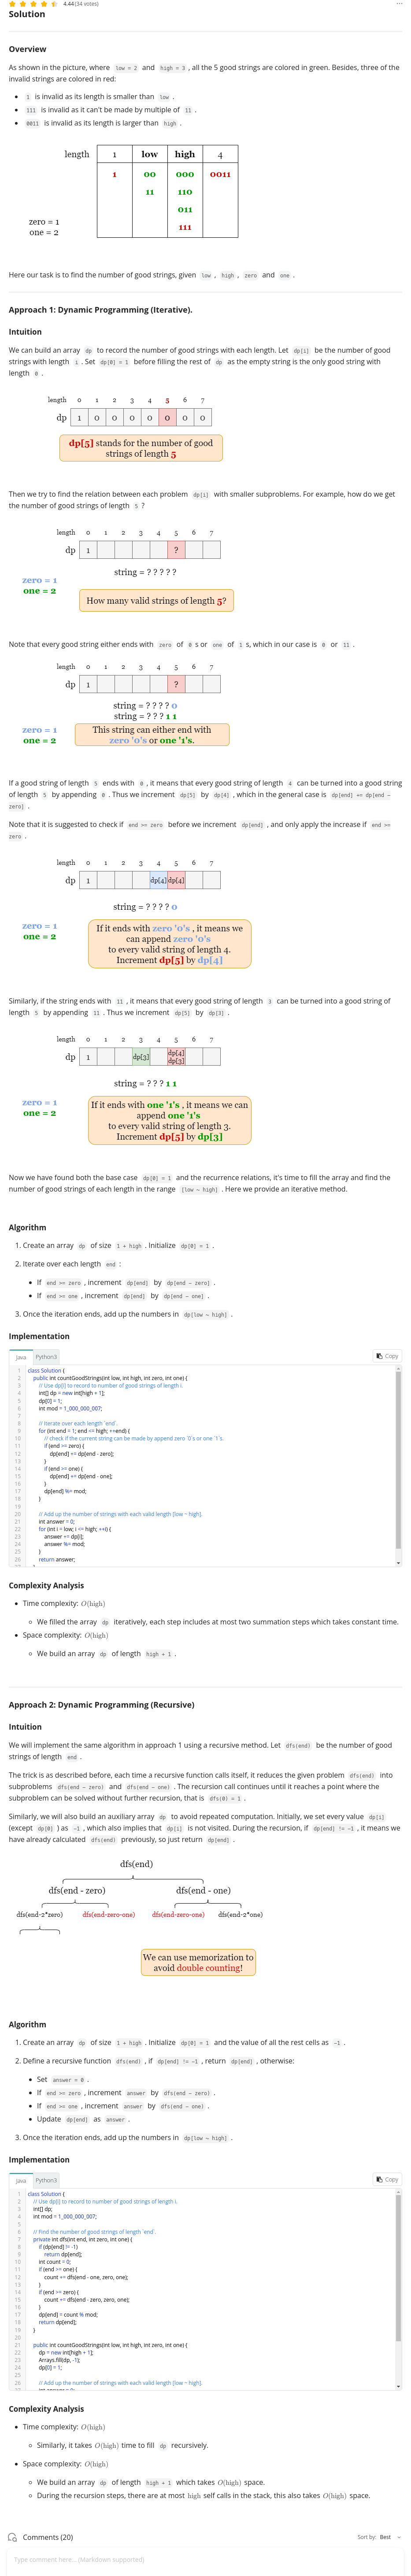 4.44 (34 votes)
Solution
Overview
As shown in the picture, where low = 2 and high = 3 , all the 5 good strings are colored in green. Besides, three of the
invalid strings are colored in red:
• 1 is invalid as its length is smaller than low .
• 111 is invalid as it can't be made by multiple of 11 .
• 0011 is invalid as its length is larger than high .
length 1 low high 4
1 00 000 0011
11 110
011
zero = 1 111
one = 2
Here our task is to find the number of good strings, given low , high , zero and one .
Approach 1: Dynamic Programming (Iterative).
Intuition
We can build an array dp to record the number of good strings with each length. Let dp[i] be the number of good
strings with length i . Set dp[0] = 1 before filling the rest of dp as the empty string is the only good string with
length 0 .
length 0 1 2 3 4 5 6 7
dp 1 0 0 0 0 0 0 0
dp[5] stands for the number of good
strings of length 5
Then we try to find the relation between each problem dp[i] with smaller subproblems. For example, how do we get
the number of good strings of length 5 ?
length 0 1 2 3 4 5 6 7
dp 1 ?
string = ? ? ? ? ?
zero = 1
one = 2
How many valid strings of length 5?
Note that every good string either ends with zero of 0 s or one of 1 s, which in our case is 0 or 11 .
length 0 1 2 3 4 5 6 7
dp 1 ?
string = ? ? ? ? 0
string = ? ? ? 1 1
zero = 1
one = 2
This string can either end with
zero '0's or one '1's.
If a good string of length 5 ends with 0 , it means that every good string of length 4 can be turned into a good string
of length 5 by appending 0 . Thus we increment dp[5] by dp[4] , which in the general case is dp[end] += dp[end −
zero] .
Note that it is suggested to check if end >= zero before we increment dp[end] , and only apply the increase if end >=
zero .
length 0 1 2 3 4 5 6 7
dp 1 dp[4] dp[4]
string = ? ? ? ? 0
zero = 1
one = 2
If it ends with zero '0's , it means we
can append zero '0's
to every valid string of length 4.
Increment dp[5] by dp[4]
Similarly, if the string ends with 11 , it means that every good string of length 3 can be turned into a good string of
length 5 by appending 11 . Thus we increment dp[5] by dp[3] .
length 0 1 2 3 4 5 6 7
dp 1 dp[3] dp[4]
dp[3]
string = ? ? ? 1 1
zero = 1
one = 2
If it ends with one '1's , it means we can
append one '1's
to every valid string of length 3.
Increment dp[5] by dp[3]
Now we have found both the base case dp[0] = 1 and the recurrence relations, it's time to fill the array and find the
number of good strings of each length in the range [low ~ high] . Here we provide an iterative method.
Algorithm
1. Create an array dp of size 1 + high . Initialize dp[0] = 1 .
2. Iterate over each length end :
• If end >= zero , increment dp[end] by dp[end − zero] .
• If end >= one , increment dp[end] by dp[end − one] .
3. Once the iteration ends, add up the numbers in dp[low ~ high] .
Implementation
Java Python3 Copy
1 class Solution {
2 public int countGoodStrings(int low, int high, int zero, int one) {
3 // Use dp[i] to record to number of good strings of length i.
4 int[] dp = new int[high + 1];
5 dp[0] = 1;
6 int mod = 1_000_000_007;
7
8 // Iterate over each length `end`.
9 for (int end = 1; end <= high; ++end) {
10 // check if the current string can be made by append zero `0`s or one `1`s.
11 if (end >= zero) {
12 dp[end] += dp[end - zero];
13 }
14 if (end >= one) {
15 dp[end] += dp[end - one];
16 }
17 dp[end] %= mod;
18 }
19
20 // Add up the number of strings with each valid length [low ~ high].
21 int answer = 0;
22 for (int i = low; i <= high; ++i) {
23 answer += dp[i];
24 answer %= mod;
25 }
26 return answer;
Complexity Analysis
• Time complexity: O(high)
◦ We filled the array dp iteratively, each step includes at most two summation steps which takes constant time.
• Space complexity: O(high)
◦ We build an array dp of length high + 1 .
Approach 2: Dynamic Programming (Recursive)
Intuition
We will implement the same algorithm in approach 1 using a recursive method. Let dfs(end) be the number of good
strings of length end .
The trick is as described before, each time a recursive function calls itself, it reduces the given problem dfs(end) into
subproblems dfs(end − zero) and dfs(end − one) . The recursion call continues until it reaches a point where the
subproblem can be solved without further recursion, that is dfs(0) = 1 .
Similarly, we will also build an auxiliary array dp to avoid repeated computation. Initially, we set every value dp[i]
(except dp[0] ) as −1 , which also implies that dp[i] is not visited. During the recursion, if dp[end] != −1 , it means we
have already calculated dfs(end) previously, so just return dp[end] .
dfs(end)
dfs(end - zero) dfs(end - one)
dfs(end-2*zero) dfs(end-zero-one) dfs(end-zero-one) dfs(end-2*one)
We can use memorization to
avoid double counting!
Algorithm
1. Create an array dp of size 1 + high . Initialize dp[0] = 1 and the value of all the rest cells as −1 .
2. Define a recursive function dfs(end) , if dp[end] != −1 , return dp[end] , otherwise:
• Set answer = 0 .
• If end >= zero , increment answer by dfs(end − zero) .
• If end >= one , increment answer by dfs(end − one) .
• Update dp[end] as answer .
3. Once the iteration ends, add up the numbers in dp[low ~ high] .
Implementation
Java Python3 Copy
1 class Solution {
2 // Use dp[i] to record to number of good strings of length i.
3 int[] dp;
4 int mod = 1_000_000_007;
5
6 // Find the number of good strings of length `end`.
7 private int dfs(int end, int zero, int one) {
8 if (dp[end] != -1)
9 return dp[end];
10 int count = 0;
11 if (end >= one) {
12 count += dfs(end - one, zero, one);
13 }
14 if (end >= zero) {
15 count += dfs(end - zero, zero, one);
16 }
17 dp[end] = count % mod;
18 return dp[end];
19 }
20
21 public int countGoodStrings(int low, int high, int zero, int one) {
22 dp = new int[high + 1];
23 Arrays.fill(dp, -1);
24 dp[0] = 1;
25
26 // Add up the number of strings with each valid length [low ~ high].
Complexity Analysis
• Time complexity: O(high)
◦ Similarly, it takes O(high) time to fill dp recursively.
• Space complexity: O(high)
◦ We build an array dp of length high + 1 which takes O(high) space.
◦ During the recursion steps, there are at most high self calls in the stack, this also takes O(high) space.
Comments (20) Sort by: Best
Type comment here... (Markdown supported)